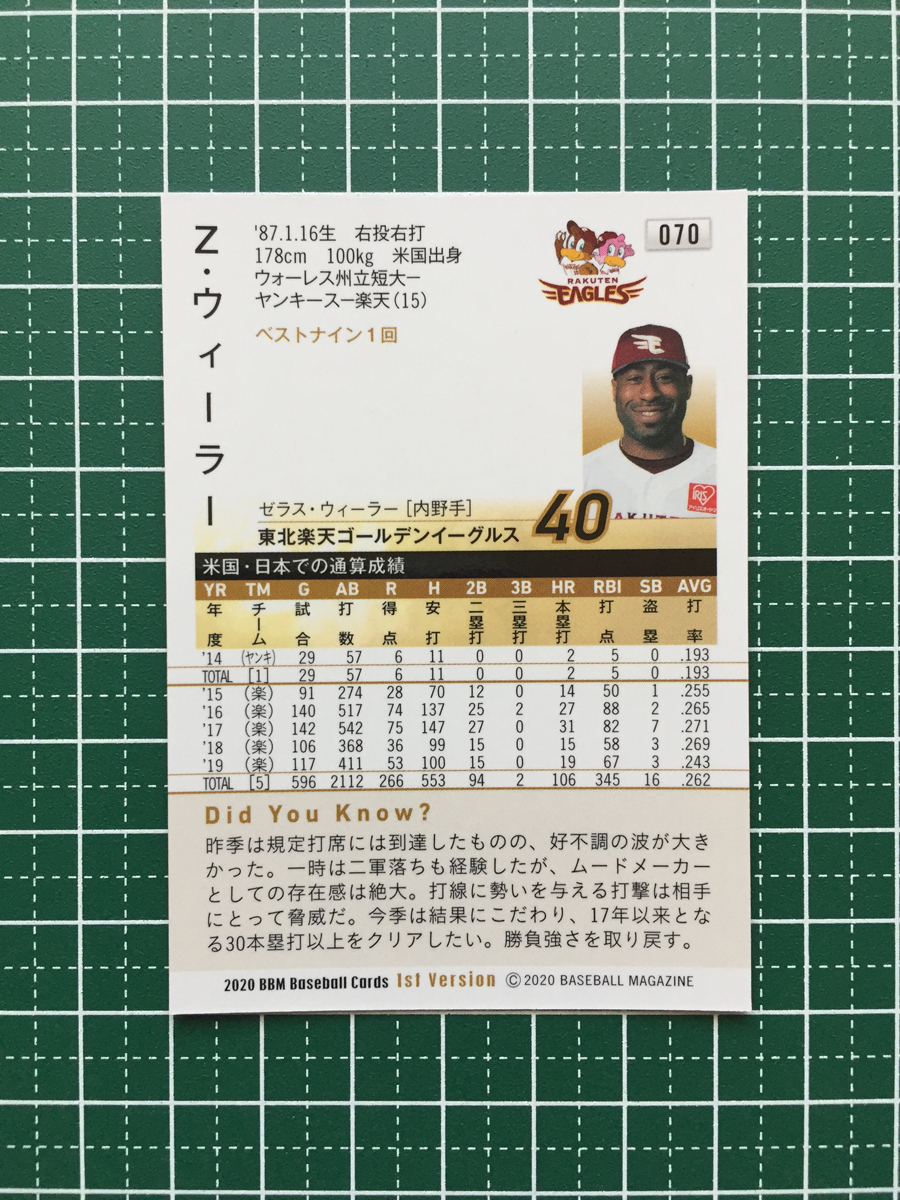 Z・ウィーラー
'87.1.16生 右投右打
178cm 100kg 米国出身
ウォーレス州立短大ー
ヤンキースー楽天(15)
ベストナイン1回
RAKUTEN
EAGLES
070
IRIS
ゼラス・ウィーラー [内野手]
東北楽天ゴールデンイーグルス
40
米国・日本での通算成績
YR TM G AB R H 2B 3B HR RBI SB AVG
年度 チーム 試合 打数 得点 安打 二塁打 三塁打 本塁打 打点 盗塁 打率
'14 (ヤンキ) 29 57 6 11 0 0 2 5 0 .193
TOTAL [1] 29 57 6 11 0 0 2 5 0 .193
'15 (楽) 91 274 28 70 12 0 14 50 1 .255
'16 (楽) 140 517 74 137 25 2 27 88 2 .265
'17 (楽) 142 542 75 147 27 0 31 82 7 .271
'18 (楽) 106 368 36 99 15 0 15 58 3 .269
'19 (楽) 117 411 53 100 15 0 19 67 3 .243
TOTAL [5] 596 2112 266 553 94 2 106 345 16 .262
Did You Know?
昨季は規定打席には到達したものの、好不調の波が大き
かった。一時は二軍落ちも経験したが、ムードメーカー
としての存在感は絶大。打線に勢いを与える打撃は相手
にとって脅威だ。今季は結果にこだわり、17年以来とな
る30本塁打以上をクリアしたい。勝負強さを取り戻す。
2020 BBM Baseball Cards 1st Version ©2020 BASEBALL MAGAZINE